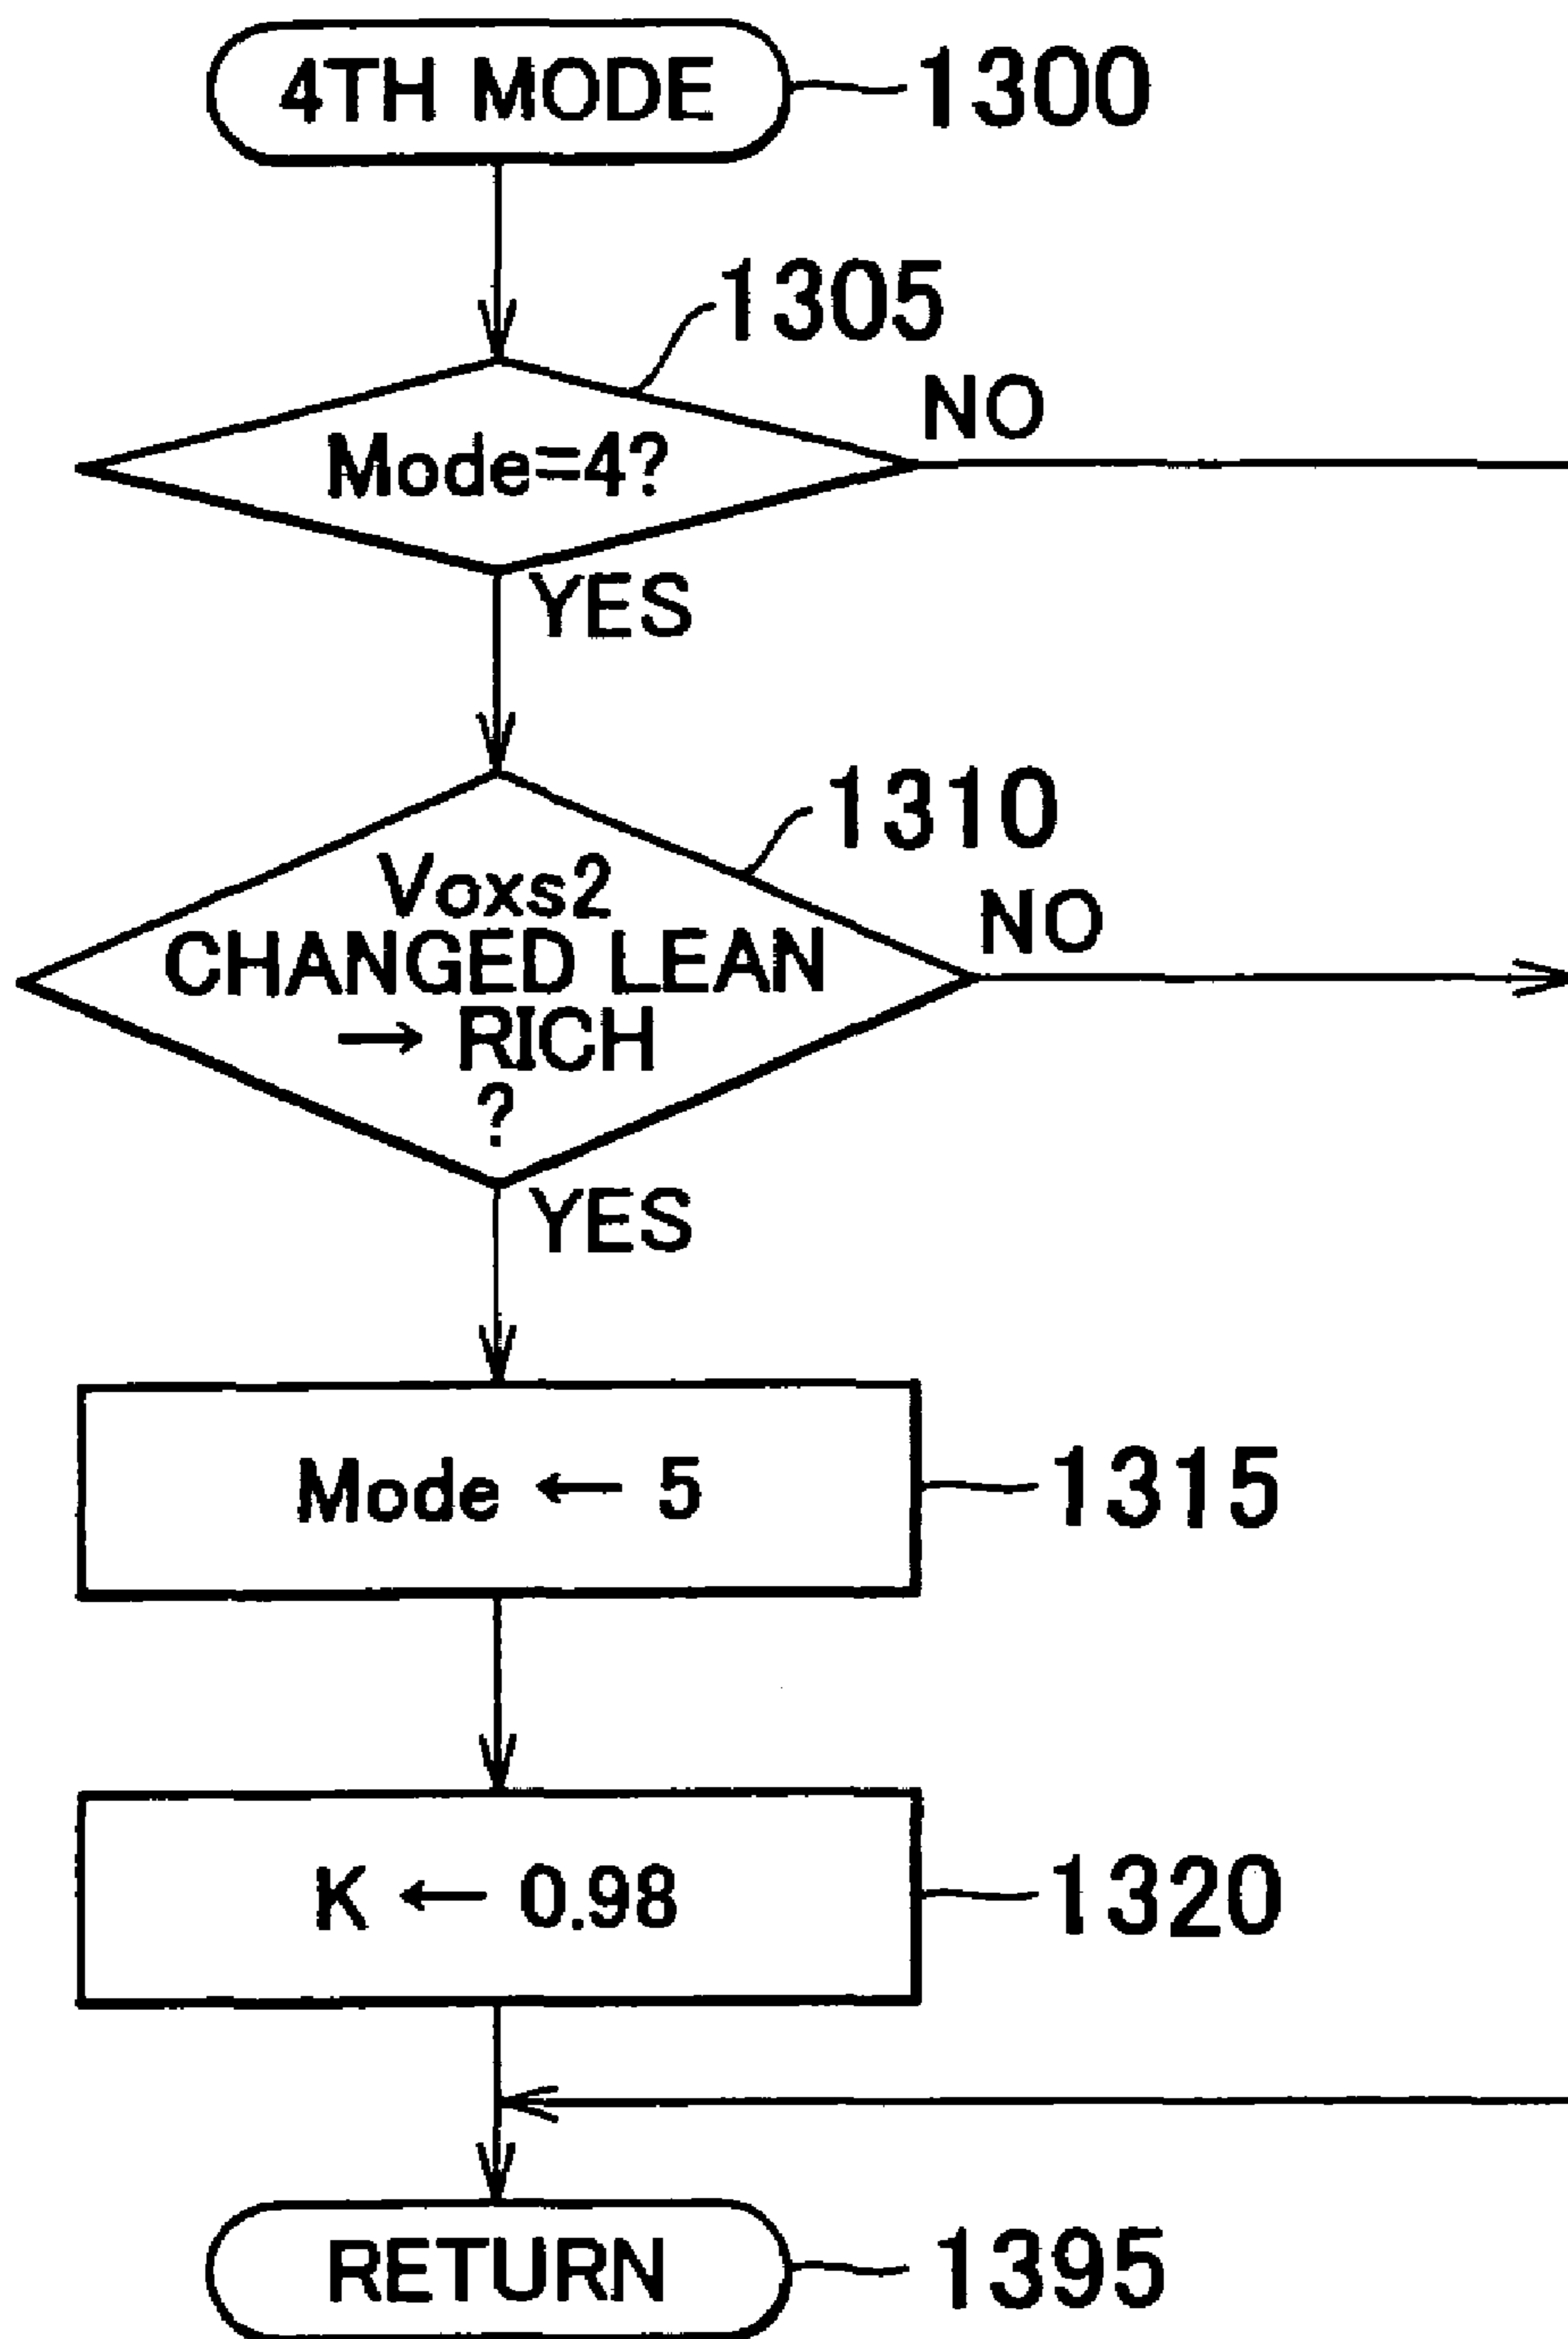 4TH MODE
1300
1305
Mode=4?
NO
YES
1310
Voxs2
CHANGED LEAN
→ RICH
?
NO
YES
Mode ← 5
1315
K ← 0.98
1320
RETURN
1395